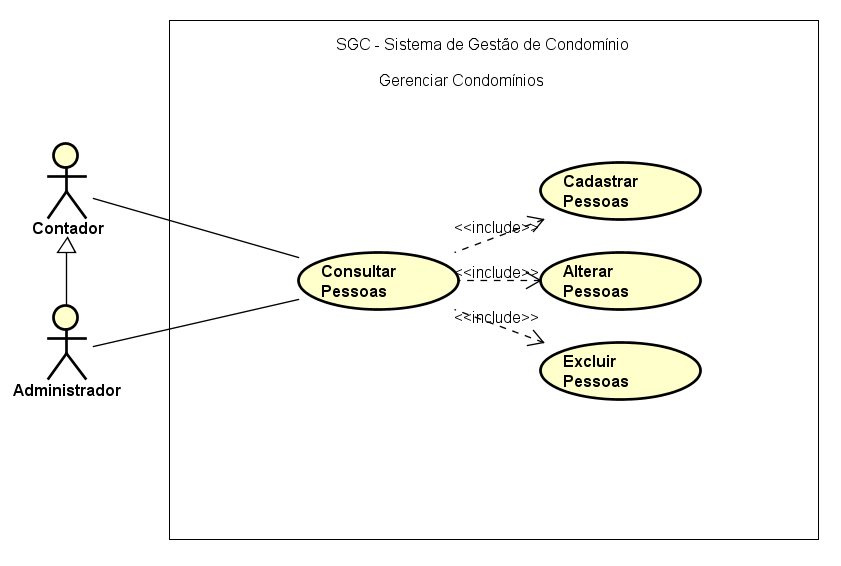 SGC - Sistema de Gestão de Condomínio
Gerenciar Condomínios
Contador
Administrador
Consultar
Pessoas
<<include>>
<<include>>
<<include>>
Cadastrar
Pessoas
Alterar
Pessoas
Excluir
Pessoas